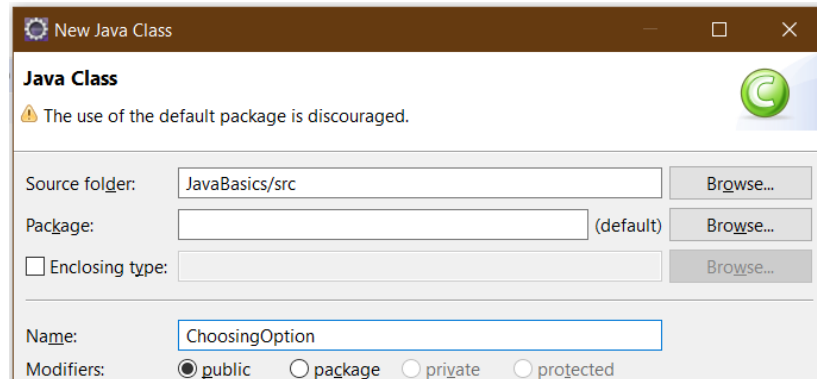 New Java Class
Java Class
The use of the default package is discouraged.
Source folder: JavaBasics/src Browse...
Package: (default) Browse...
Enclosing type: Browse...
Name: ChoosingOption
Modifiers: public package private protected